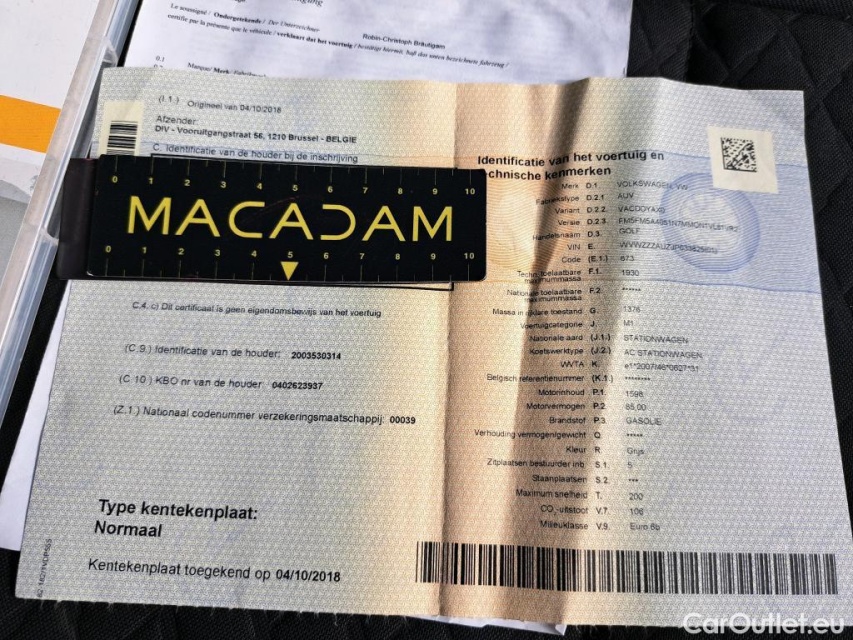 Le soussigné / Ondergetekende / Der Unterzeichner
certifie par la présente que le véhicule / verklaart dat het voertuig / bestätigt hiermit, daß das unten bezeichnete fahrzeug /
Robin-Christoph Bräutigam
0.1
(I.1.) Origineel van 04/10/2018
Afzender:
DIV - Vooruitgangstraat 56, 1210 Brussel - BELGIE
C. Identificatie van de houder bij de inschrijving
0 1 2 3 4 5 6 7 8 9 10
MACADAM
0 1 2 3 4 5 6 7 8 9 10
C.4. c) Dit certificaat is geen eigendomsbewijs van het voertuig
(C.9.) Identificatie van de houder: 2003530314
(C.10.) KBO nr van de houder: 0402623937
(Z.1.) Nationaal codenummer verzekeringsmaatschappij: 00039
Type kentekenplaat:
Normaal
Kentekenplaat toegekend op 04/10/2018
Identificatie van het voertuig en
technische kenmerken
Merk D.1. VOLKSWAGEN, VW
Fabriekstype D.2.1 AUV
Variant D.2.2.
Versie D.2.3.
Handelsnaam D.3. GOLF
VIN E.
Code (E.1.) 673
Techn. toelaatbare maximummassa F.1. 1930
Nationale toelaatbare maximummassa F.2. *****
Massa in rijklare toestand G. 1376
Voertuigcategorie J. M1
Nationale aard (J.1.) STATIONWAGEN
Koetswerktype (J.2.) AC STATIONWAGEN
WVTA K. e1*2007/46*0627*31
Belgisch referentienummer (K.1.) ********
Motorinhoud P.1. 1598
Motorvermogen P.2. 85,00
Brandstof P.3. GASOLIE
Verhouding vermogen/gewicht Q. *****
Kleur R. Grijs
Zitplaatsen bestuurder inb. S.1. 5
Staanplaatsen S.2. ***
Maximum snelheid T. 200
CO₂-uitstoot V.7. 106
Milieuklasse V.9. Euro 6b
CarOutlet.eu